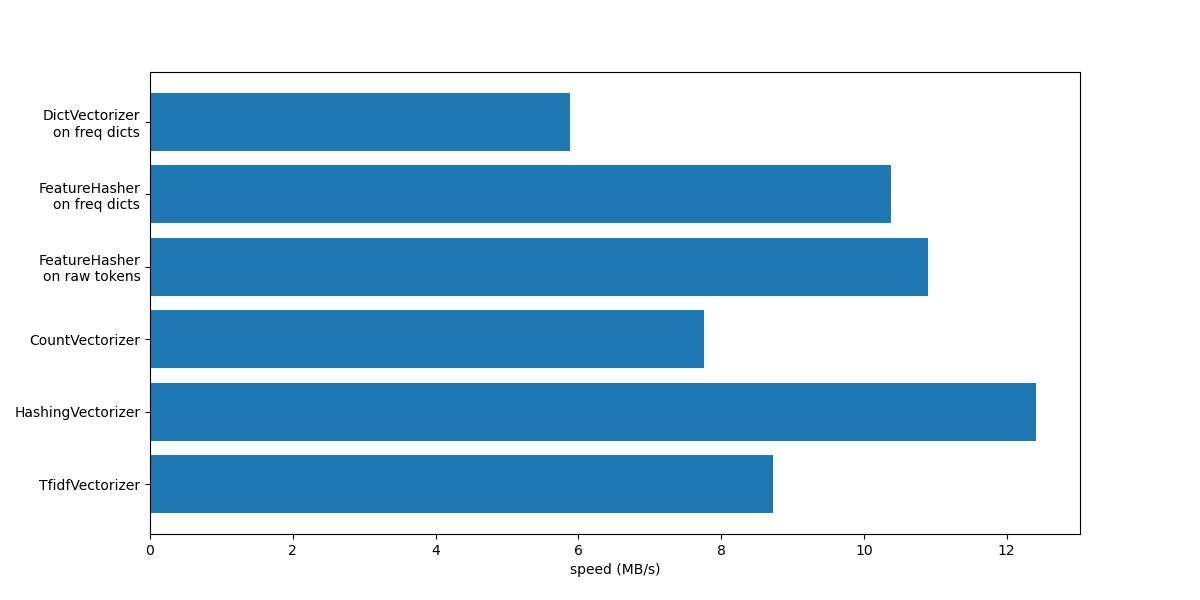 DictVectorizer
on freq dicts
FeatureHasher
on freq dicts
FeatureHasher
on raw tokens
CountVectorizer
HashingVectorizer
TfidfVectorizer
0 2 4 6 8 10 12
speed (MB/s)